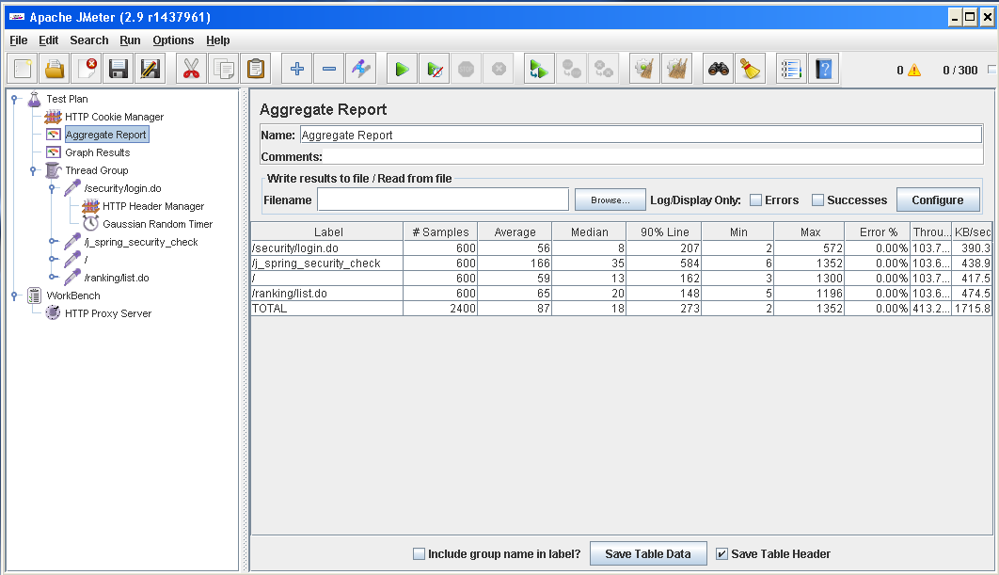 Apache JMeter (2.9 r1437961)
File Edit Search Run Options Help
0 0 / 300
Test Plan
HTTP Cookie Manager
Aggregate Report
Graph Results
Thread Group
/security/login.do
HTTP Header Manager
Gaussian Random Timer
/j_spring_security_check
/
/ranking/list.do
WorkBench
HTTP Proxy Server
Aggregate Report
Name: Aggregate Report
Comments:
Write results to file / Read from file
Filename Browse... Log/Display Only: Errors Successes Configure
Label # Samples Average Median 90% Line Min Max Error % Throu... KB/sec
/security/login.do 600 56 8 207 2 572 0.00% 103.7... 390.3
/j_spring_security_check 600 166 35 584 6 1352 0.00% 103.6... 438.9
/ 600 59 13 162 3 1300 0.00% 103.7... 417.5
/ranking/list.do 600 65 20 148 5 1196 0.00% 103.6... 474.5
TOTAL 2400 87 18 273 2 1352 0.00% 413.2... 1715.8
Include group name in label? Save Table Data Save Table Header